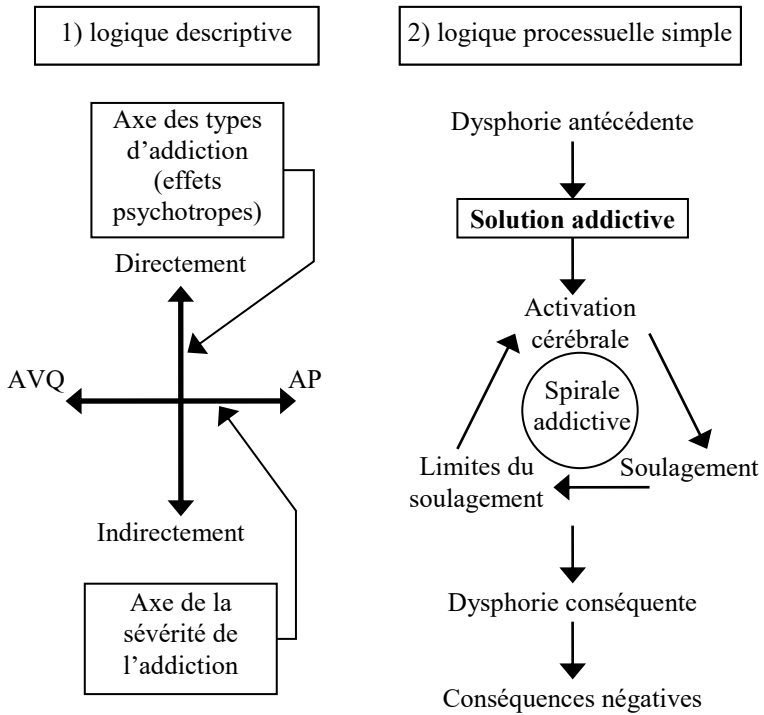 1) logique descriptive
Axe des types
d’addiction
(effets
psychotropes)
Directement
AVQ
AP
Indirectement
Axe de la
sévérité de
l’addiction
2) logique processuelle simple
Dysphorie antécédente
Solution addictive
Activation
cérébrale
Spirale
addictive
Soulagement
Limites du
soulagement
Dysphorie conséquente
Conséquences négatives